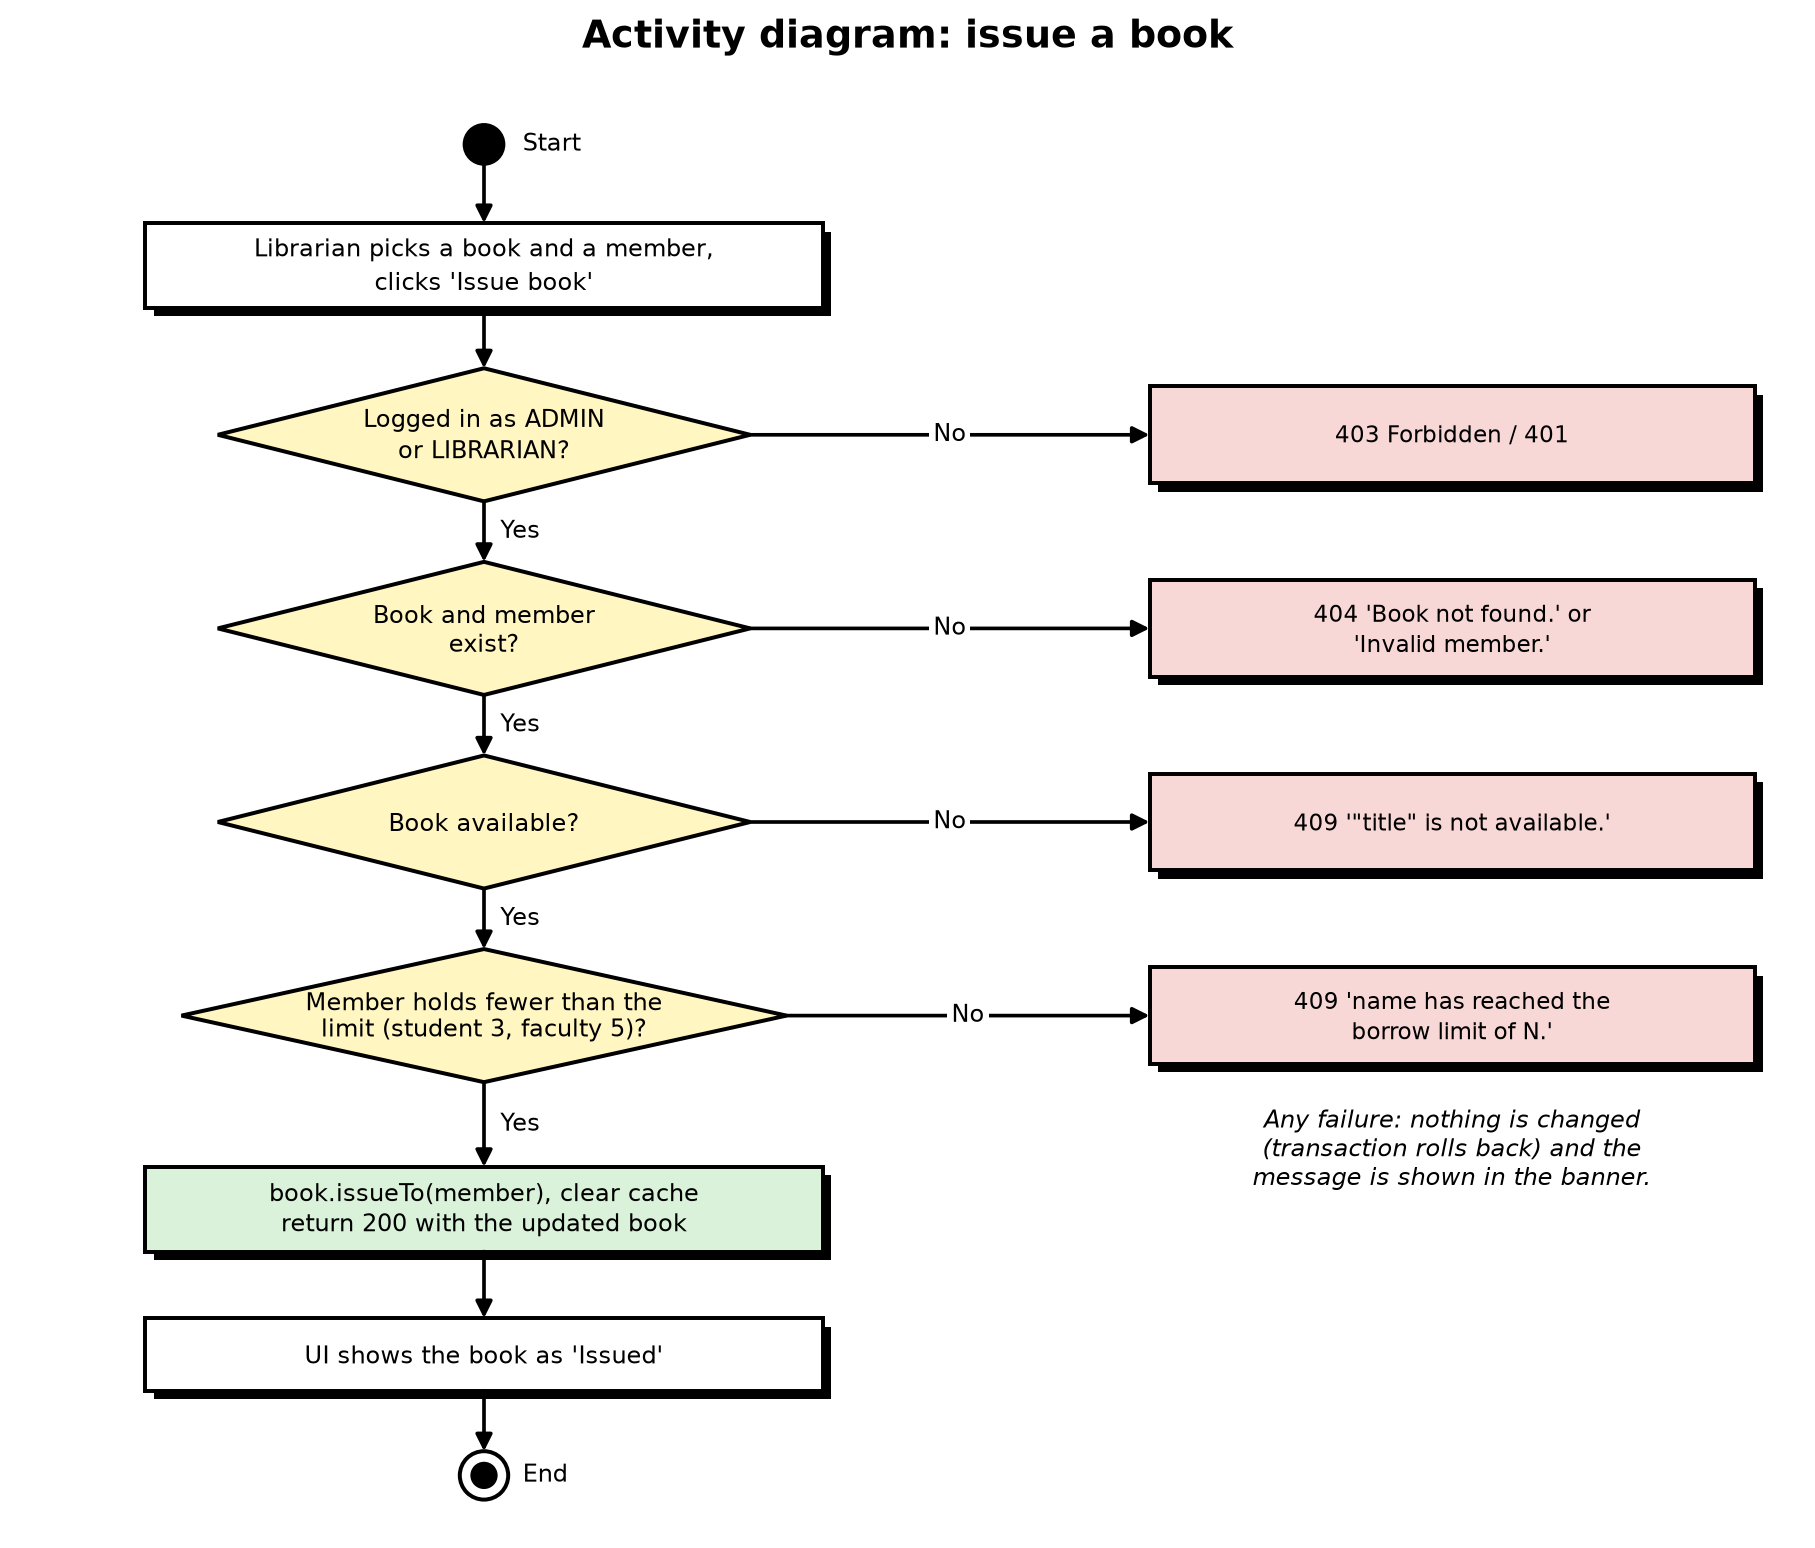 Activity diagram: issue a book
Start
Librarian picks a book and a member,
clicks 'Issue book'
Logged in as ADMIN
or LIBRARIAN?
No
403 Forbidden / 401
Yes
Book and member
exist?
No
404 'Book not found.' or
'Invalid member.'
Yes
Book available?
No
409 '"title" is not available.'
Yes
Member holds fewer than the
limit (student 3, faculty 5)?
No
409 'name has reached the
borrow limit of N.'
Any failure: nothing is changed
(transaction rolls back) and the
message is shown in the banner.
Yes
book.issueTo(member), clear cache
return 200 with the updated book
UI shows the book as 'Issued'
End